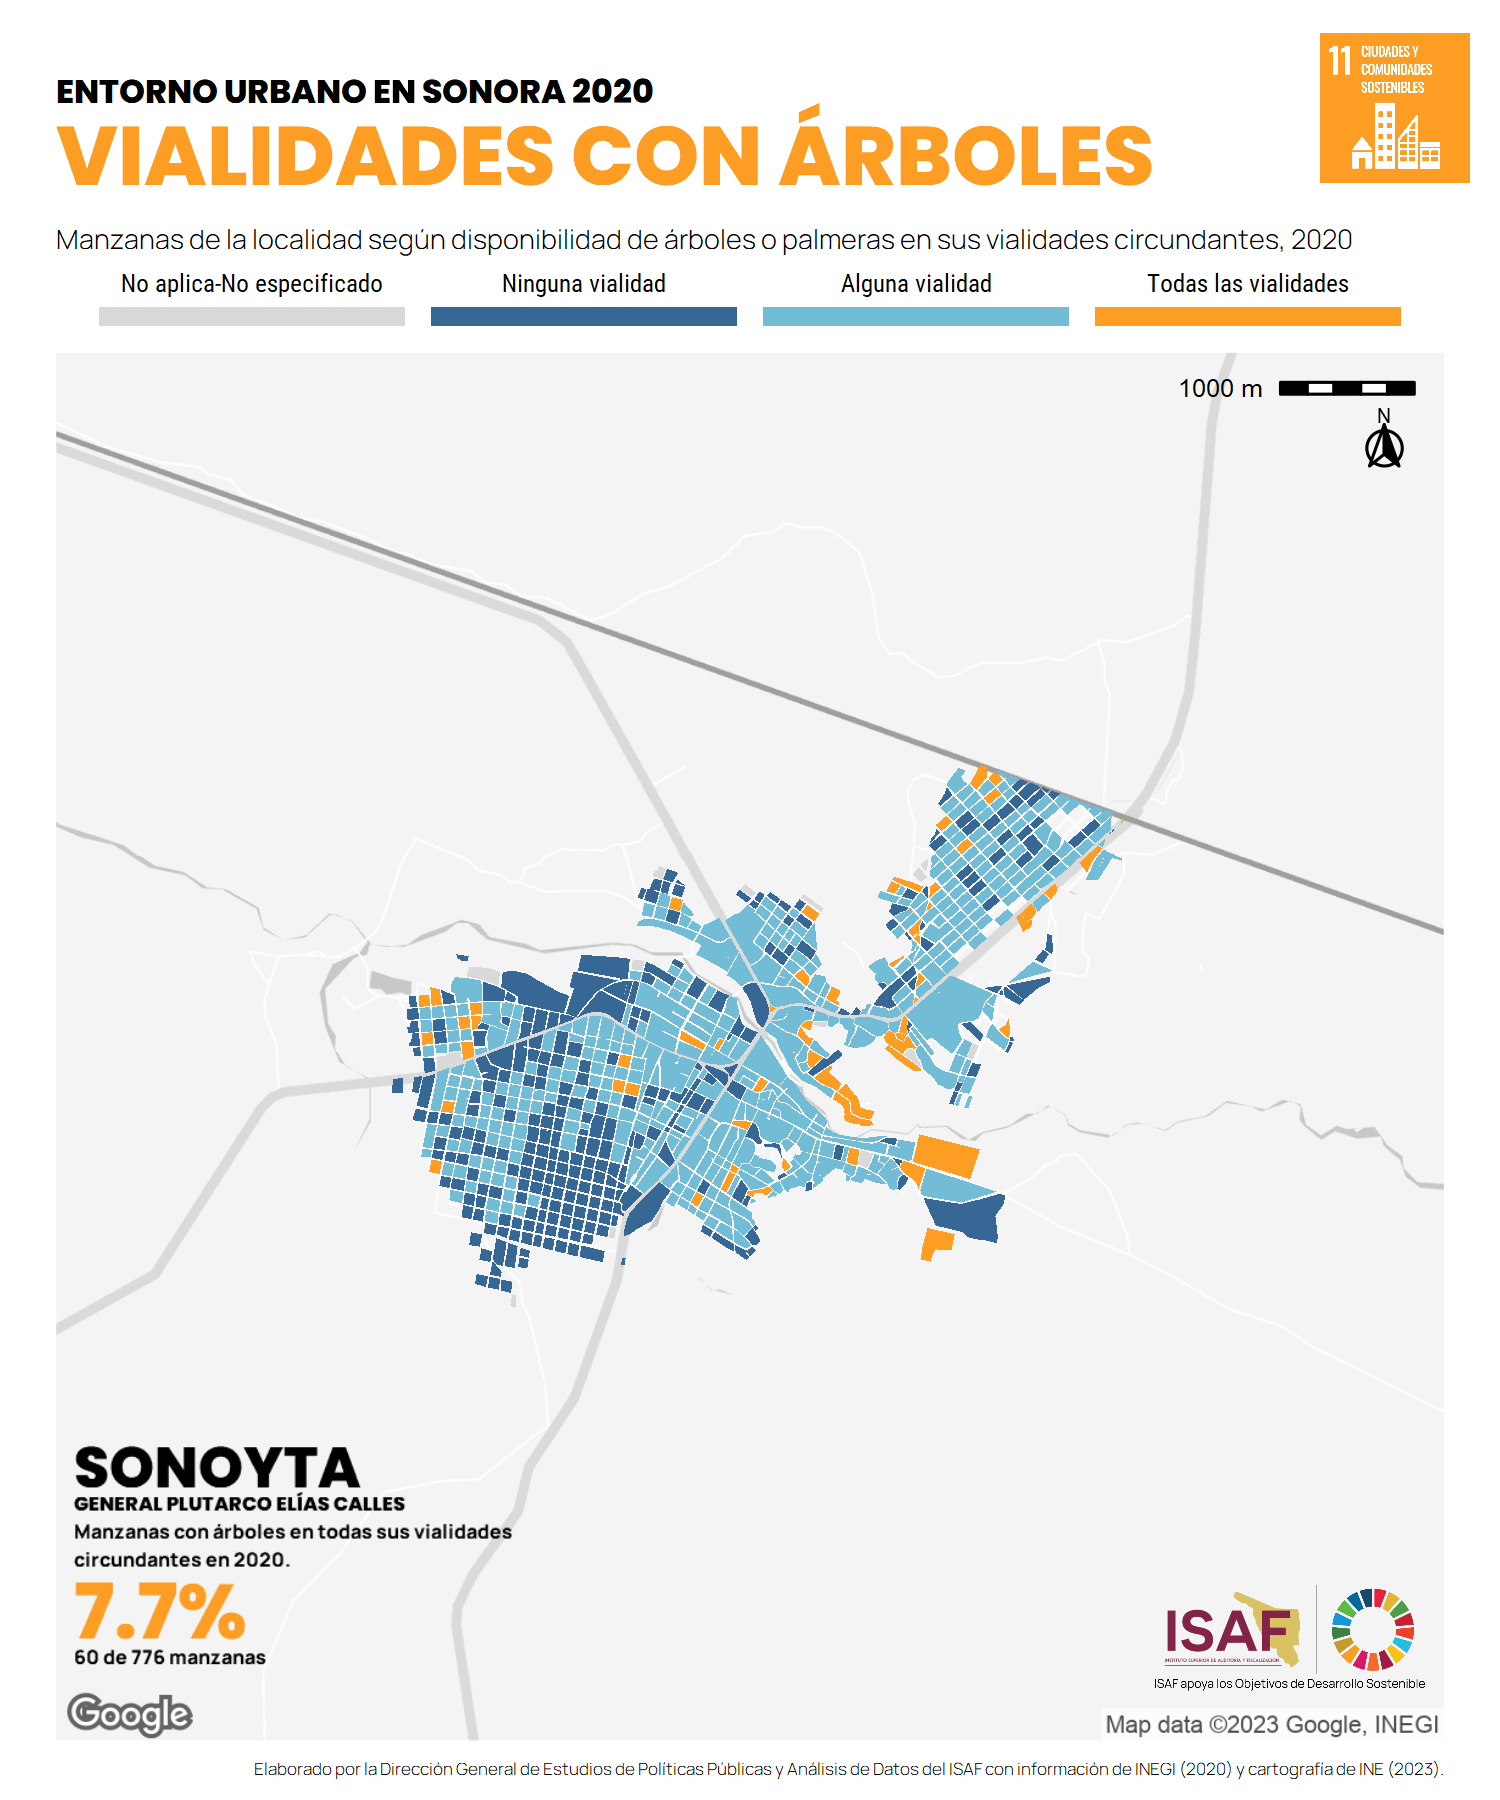 ENTORNO URBANO EN SONORA 2020
VIALIDADES CON ÁRBOLES
11 CIUDADES Y
COMUNIDADES
SOSTENIBLES
Manzanas de la localidad según disponibilidad de árboles o palmeras en sus vialidades circundantes, 2020
No aplica-No especificado
Ninguna vialidad
Alguna vialidad
Todas las vialidades
1000 m
N
SONOYTA
GENERAL PLUTARCO ELÍAS CALLES
Manzanas con árboles en todas sus vialidades
circundantes en 2020.
7.7%
60 de 776 manzanas
Google
ISAF
INSTITUTO SUPERIOR DE AUDITORÍA Y FISCALIZACIÓN
ISAF apoya los Objetivos de Desarrollo Sostenible
Map data ©2023 Google, INEGI
Elaborado por la Dirección General de Estudios de Políticas Públicas y Análisis de Datos del ISAF con información de INEGI (2020) y cartografía de INE (2023).